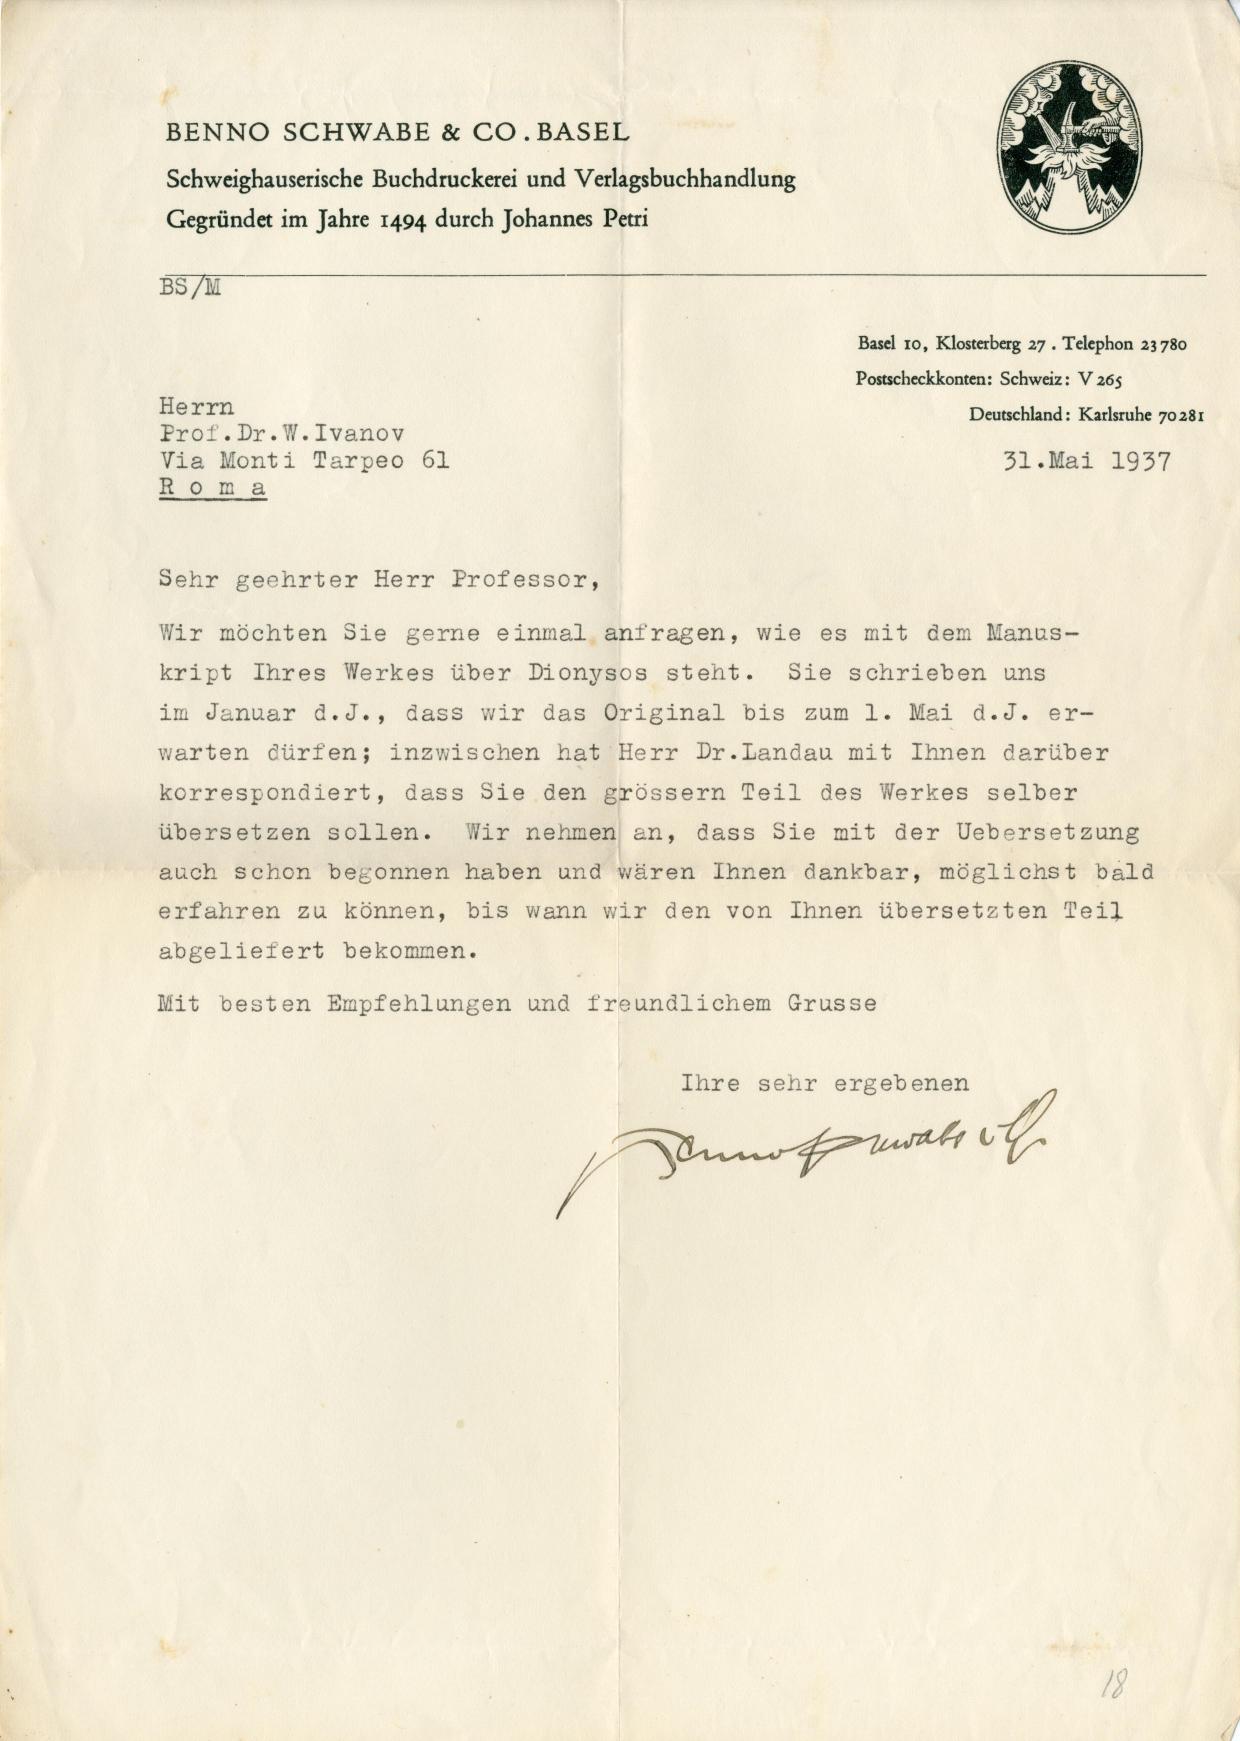 BENNO SCHWABE & CO. BASEL
Schweighauserische Buchdruckerei und Verlagsbuchhandlung
Gegründet im Jahre 1494 durch Johannes Petri
BS/M
Basel 10, Klosterberg 27 . Telephon 23780
Postscheckkonten: Schweiz: V 265
Deutschland: Karlsruhe 70281
Herrn
Prof.Dr.W.Ivanov
Via Monti Tarpeo 61
R o m a
31.Mai 1937
Sehr geehrter Herr Professor,
Wir möchten Sie gerne einmal anfragen, wie es mit dem Manus-
kript Ihres Werkes über Dionysos steht. Sie schrieben uns
im Januar d.J., dass wir das Original bis zum 1. Mai d.J. er-
warten dürfen; inzwischen hat Herr Dr.Landau mit Ihnen darüber
korrespondiert, dass Sie den grössern Teil des Werkes selber
übersetzen sollen. Wir nehmen an, dass Sie mit der Uebersetzung
auch schon begonnen haben und wären Ihnen dankbar, möglichst bald
erfahren zu können, bis wann wir den von Ihnen übersetzten Teil
abgeliefert bekommen.
Mit besten Empfehlungen und freundlichem Grusse
Ihre sehr ergebenen
Benno Schwabe & Co.
18